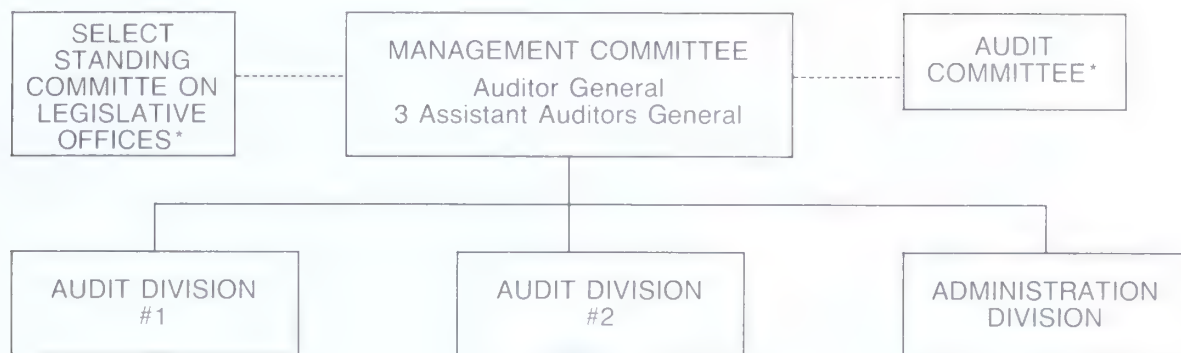 SELECT
STANDING
COMMITTE ON
LEGISLATIVE
OFFICES*
MANAGEMENT COMMITTEE
Auditor General
3 Assistant Auditors General
AUDIT
COMMITTEE*
AUDIT DIVISION
#1
AUDIT DIVISION
#2
ADMINISTRATION
DIVISION